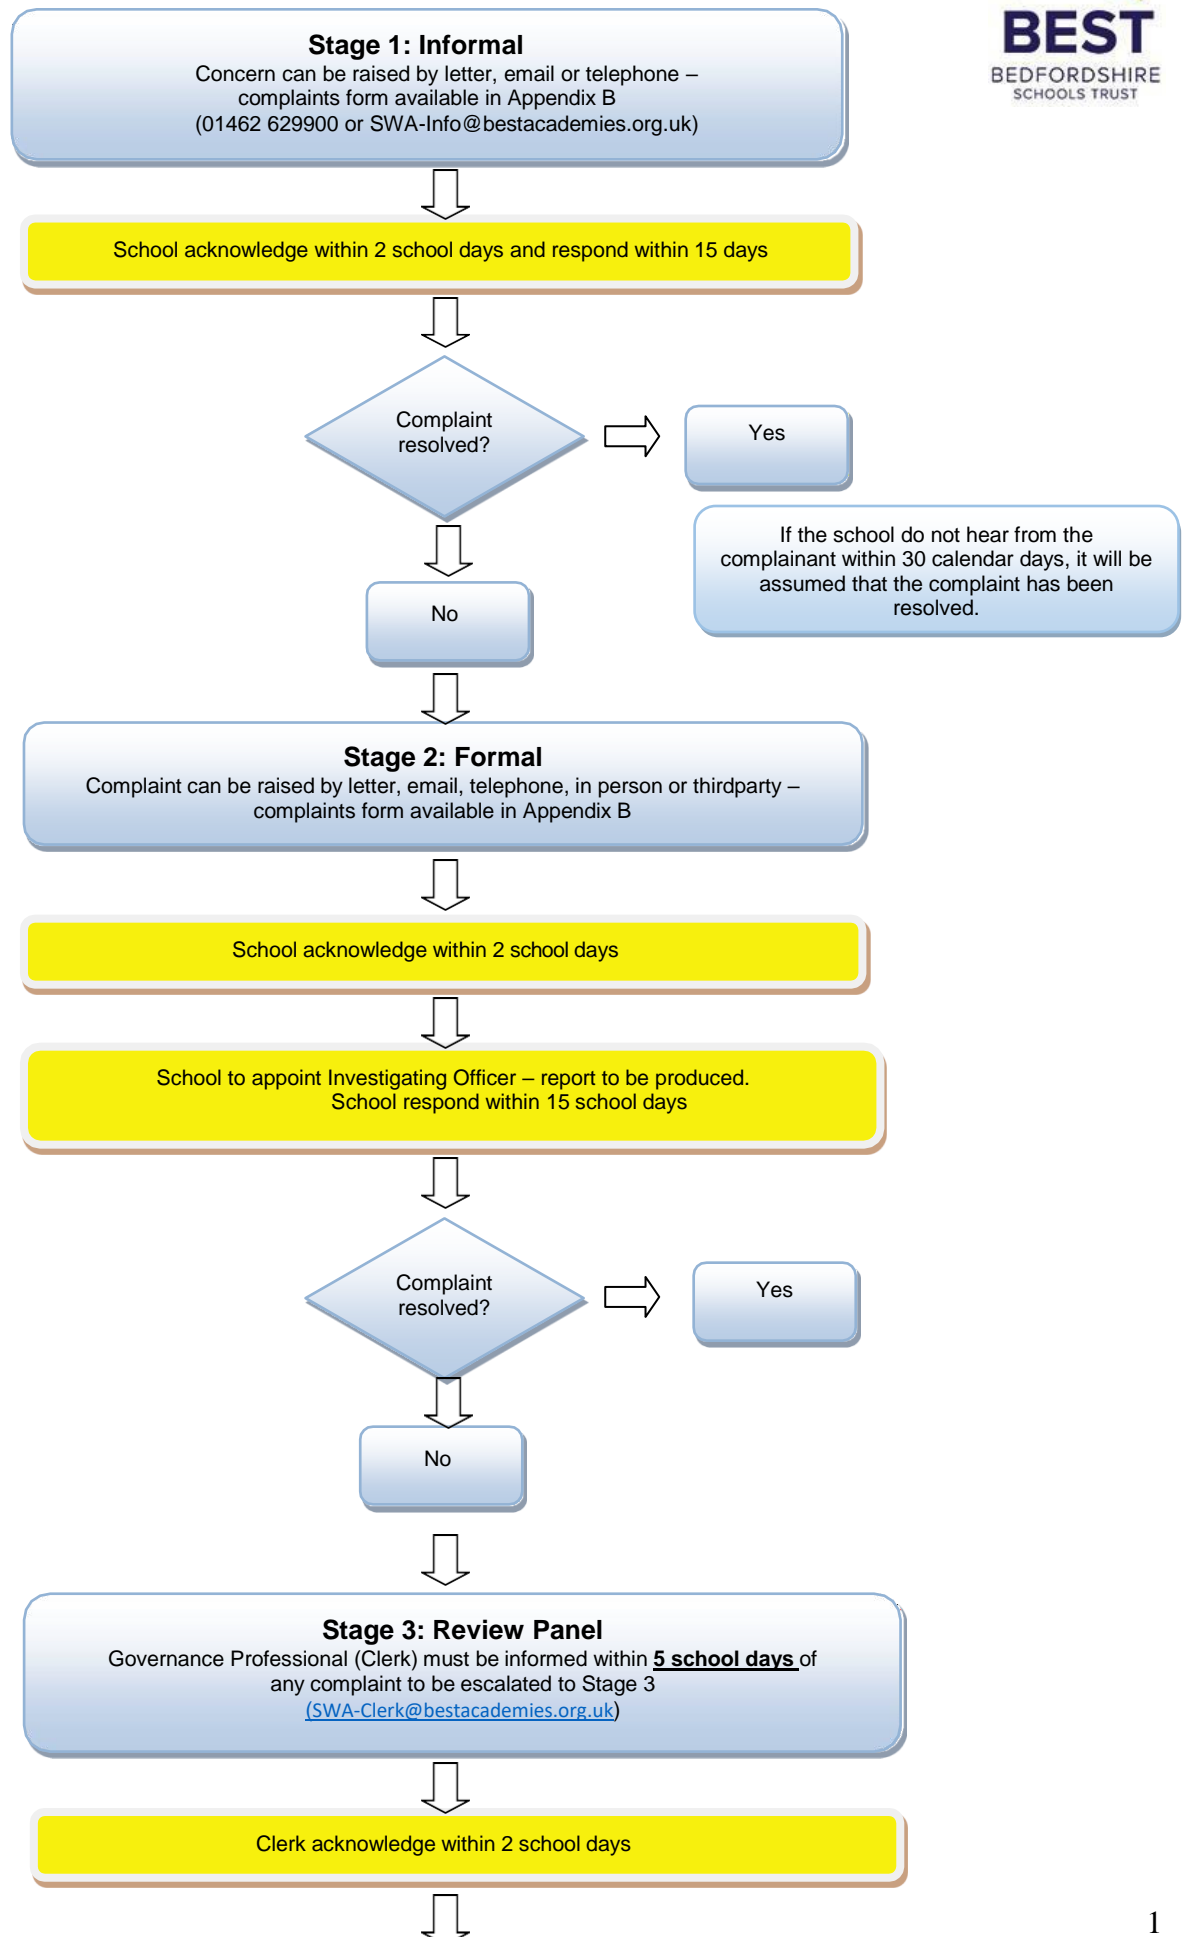 BEST
BEDFORDSHIRE
SCHOOLS TRUST
Stage 1: Informal
Concern can be raised by letter, email or telephone –
complaints form available in Appendix B
(01462 629900 or SWA-Info@bestacademies.org.uk)
School acknowledge within 2 school days and respond within 15 days
Complaint
resolved?
Yes
If the school do not hear from the
complainant within 30 calendar days, it will be
assumed that the complaint has been
resolved.
No
Stage 2: Formal
Complaint can be raised by letter, email, telephone, in person or thirdparty –
complaints form available in Appendix B
School acknowledge within 2 school days
School to appoint Investigating Officer – report to be produced.
School respond within 15 school days
Complaint
resolved?
Yes
No
Stage 3: Review Panel
Governance Professional (Clerk) must be informed within 5 school days of
any complaint to be escalated to Stage 3
(SWA-Clerk@bestacademies.org.uk)
Clerk acknowledge within 2 school days
1